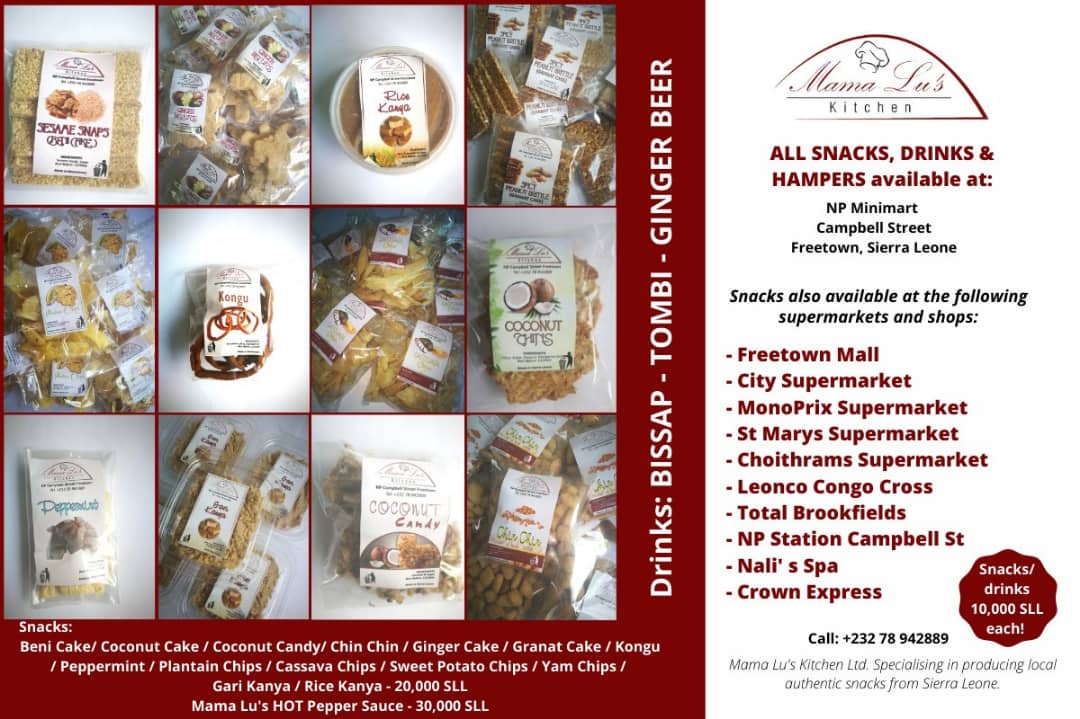 Mama Lu's
Kitchen
ALL SNACKS, DRINKS &
HAMPERS available at:
NP Minimart
Campbell Street
Freetown, Sierra Leone
Snacks also available at the following
supermarkets and shops:
- Freetown Mall
- City Supermarket
- MonoPrix Supermarket
- St Marys Supermarket
- Choithrams Supermarket
- Leonco Congo Cross
- Total Brookfields
- NP Station Campbell St
- Nali' s Spa
- Crown Express
Snacks/
drinks
10,000 SLL
each!
Call: +232 78 942889
Mama Lu's Kitchen Ltd. Specialising in producing local
authentic snacks from Sierra Leone.
Drinks: BISSAP - TOMBI - GINGER BEER
SESAME SNAPS
(BENI CAKE)
Rice
Kanya
SPICY
PEANUT BRITTLE
(GRANAT CAKE)
Kongu
COCONUT
Peppermint
COCONUT
Candy
Chin Chin
Snacks:
Beni Cake/ Coconut Cake / Coconut Candy/ Chin Chin / Ginger Cake / Granat Cake / Kongu
/ Peppermint / Plantain Chips / Cassava Chips / Sweet Potato Chips / Yam Chips /
Gari Kanya / Rice Kanya - 20,000 SLL
Mama Lu's HOT Pepper Sauce - 30,000 SLL